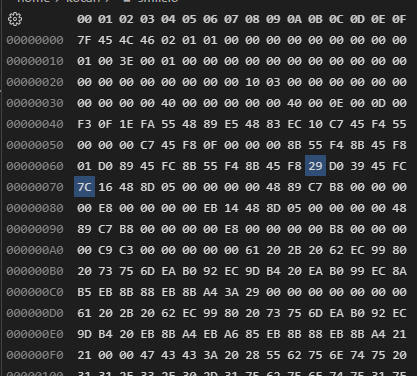 00 01 02 03 04 05 06 07 08 09 0A 0B 0C 0D 0E 0F
00000000 7F 45 4C 46 02 01 01 00 00 00 00 00 00 00 00 00
00000010 01 00 3E 00 01 00 00 00 00 00 00 00 00 00 00 00
00000020 00 00 00 00 00 00 00 00 10 03 00 00 00 00 00 00
00000030 00 00 00 00 40 00 00 00 00 00 40 00 0E 00 0D 00
00000040 F3 0F 1E FA 55 48 89 E5 48 83 EC 10 C7 45 F4 55
00000050 00 00 00 C7 45 F8 0F 00 00 00 8B 55 F4 8B 45 F8
00000060 01 D0 89 45 FC 8B 55 F4 8B 45 F8 29 D0 39 45 FC
00000070 7C 16 48 8D 05 00 00 00 00 48 89 C7 B8 00 00 00
00000080 00 E8 00 00 00 00 EB 14 48 8D 05 00 00 00 00 48
00000090 89 C7 B8 00 00 00 00 E8 00 00 00 00 B8 00 00 00
000000A0 00 C9 C3 00 00 00 00 00 61 20 2B 20 62 EC 99 80
000000B0 20 73 75 6D EA B0 92 EC 9D B4 20 EA B0 99 EC 8A
000000C0 B5 EB 8B 88 EB 8B A4 3A 29 00 00 00 00 00 00 00
000000D0 61 20 2B 20 62 EC 99 80 20 73 75 6D EA B0 92 EC
000000E0 9D B4 20 EB 8B A4 EB A6 85 EB 8B 88 EB 8B A4 21
000000F0 21 00 00 47 43 43 3A 20 28 55 62 75 6E 74 75 20